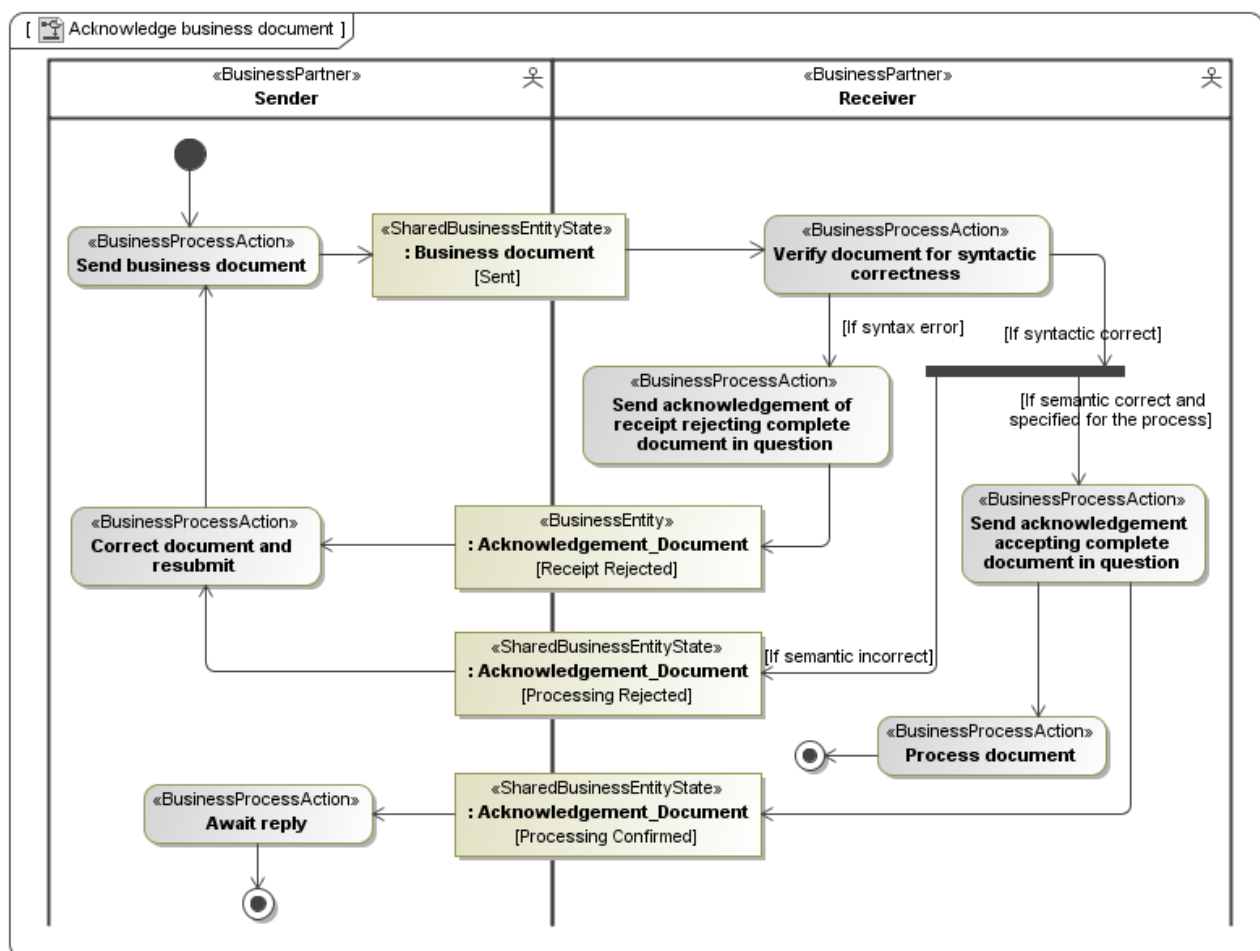 [ Acknowledge business document ]
«BusinessPartner»
Sender
«BusinessPartner»
Receiver
«BusinessProcessAction»
Send business document
«SharedBusinessEntityState»
: Business document
[Sent]
«BusinessProcessAction»
Verify document for syntactic
correctness
[If syntax error]
[If syntactic correct]
«BusinessProcessAction»
Send acknowledgement of
receipt rejecting complete
document in question
[If semantic correct and
specified for the process]
«BusinessProcessAction»
Correct document and
resubmit
«BusinessEntity»
: Acknowledgement_Document
[Receipt Rejected]
«BusinessProcessAction»
Send acknowledgement
accepting complete
document in question
«SharedBusinessEntityState»
: Acknowledgement_Document
[Processing Rejected]
[If semantic incorrect]
«BusinessProcessAction»
Process document
«BusinessProcessAction»
Await reply
«SharedBusinessEntityState»
: Acknowledgement_Document
[Processing Confirmed]